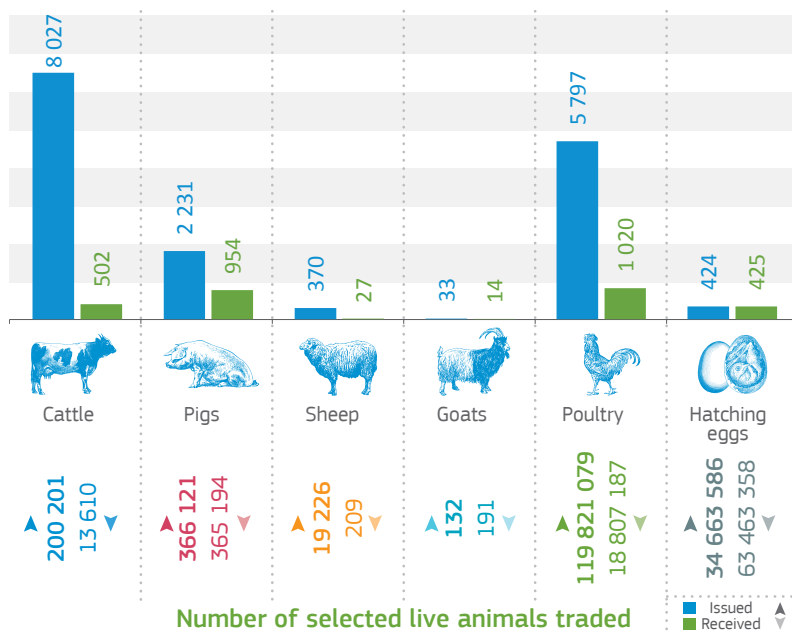 8 027
502
2 231
954
370
27
33
14
5 797
1 020
424
425
Cattle
Pigs
Sheep
Goats
Poultry
Hatching
eggs
200 201
13 610
366 121
365 194
19 226
209
132
191
119 821 079
18 807 187
34 663 586
63 463 358
Number of selected live animals traded
Issued
Received